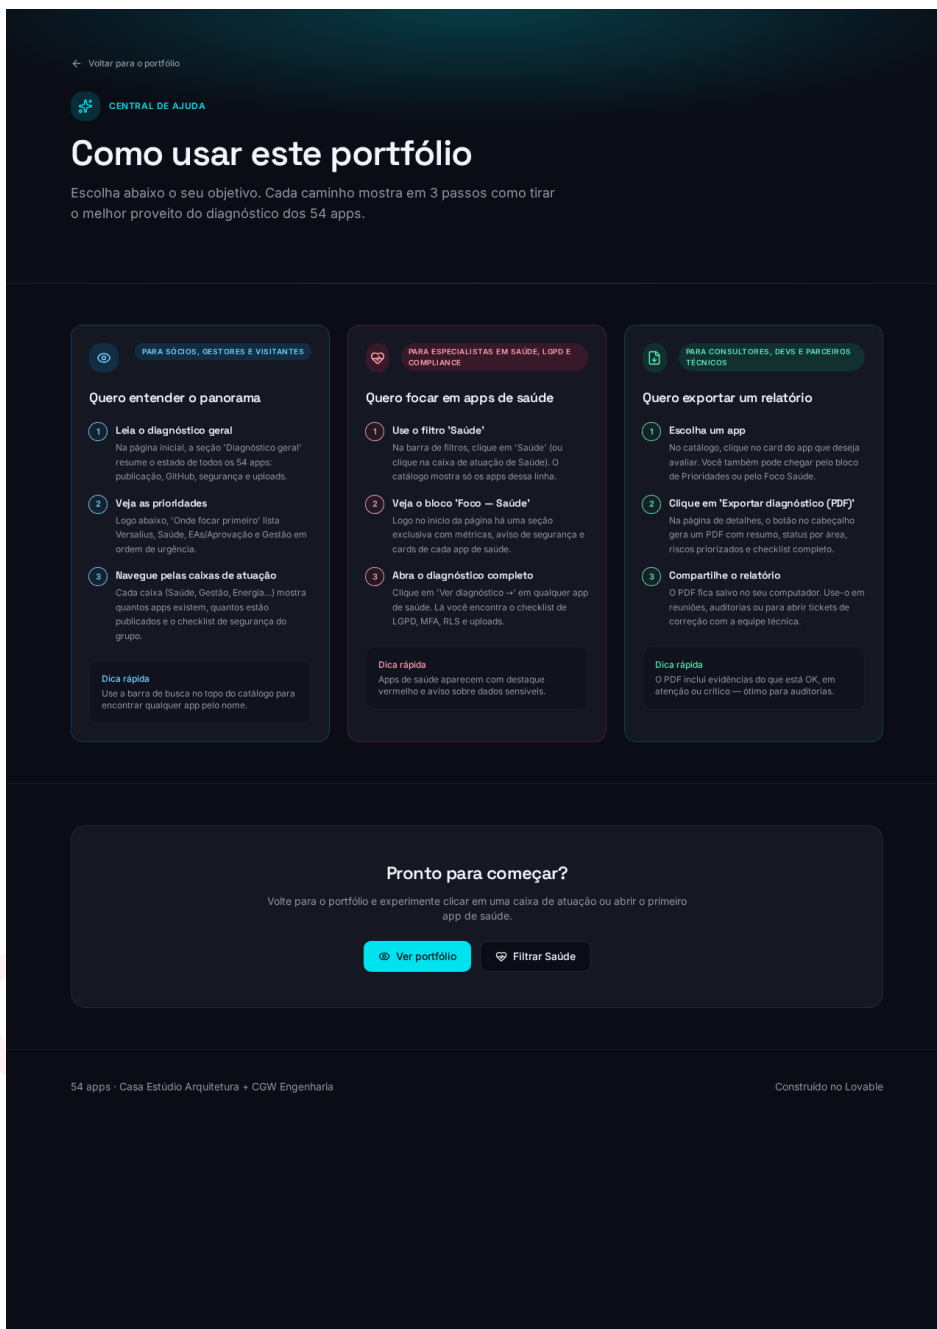 Voltar para o portfólio
CENTRAL DE AJUDA
Como usar este portfólio
Escolha abaixo o seu objetivo. Cada caminho mostra em 3 passos como tirar
o melhor proveito do diagnóstico dos 54 apps.
PARA SÓCIOS, GESTORES E VISITANTES
Quero entender o panorama
1 Leia o diagnóstico geral
Na página inicial, a seção 'Diagnóstico geral'
resume o estado de todos os 54 apps:
publicação, GitHub, segurança e uploads.
2 Veja as prioridades
Logo abaixo, 'Onde focar primeiro' lista
Versalius, Saúde, EAs/Aprovação e Gestão em
ordem de urgência.
3 Navegue pelas caixas de atuação
Cada caixa (Saúde, Gestão, Energia...) mostra
quantos apps existem, quantos estão
publicados e o checklist de segurança do
grupo.
Dica rápida
Use a barra de busca no topo do catálogo para
encontrar qualquer app pelo nome.
PARA ESPECIALISTAS EM SAÚDE, LGPD E
COMPLIANCE
Quero focar em apps de saúde
1 Use o filtro 'Saúde'
Na barra de filtros, clique em 'Saúde' (ou
clique na caixa de atuação de Saúde). O
catálogo mostra só os apps dessa linha.
2 Veja o bloco 'Foco — Saúde'
Logo no início da página há uma seção
exclusiva com métricas, aviso de segurança e
cards de cada app de saúde.
3 Abra o diagnóstico completo
Clique em 'Ver diagnóstico →' em qualquer app
de saúde. Lá você encontra o checklist de
LGPD, MFA, RLS e uploads.
Dica rápida
Apps de saúde aparecem com destaque
vermelho e aviso sobre dados sensíveis.
PARA CONSULTORES, DEVS E PARCEIROS
TÉCNICOS
Quero exportar um relatório
1 Escolha um app
No catálogo, clique no card do app que deseja
avaliar. Você também pode chegar pelo bloco
de Prioridades ou pelo Foco Saúde.
2 Clique em 'Exportar diagnóstico (PDF)'
Na página de detalhes, o botão no cabeçalho
gera um PDF com resumo, status por área,
riscos priorizados e checklist completo.
3 Compartilhe o relatório
O PDF fica salvo no seu computador. Use-o em
reuniões, auditorias ou para abrir tickets de
correção com a equipe técnica.
Dica rápida
O PDF inclui evidências do que está OK, em
atenção ou crítico — ótimo para auditorias.
Pronto para começar?
Volte para o portfólio e experimente clicar em uma caixa de atuação ou abrir o primeiro
app de saúde.
Ver portfólio
Filtrar Saúde
54 apps · Casa Estúdio Arquitetura + CGW Engenharia
Construído no Lovable